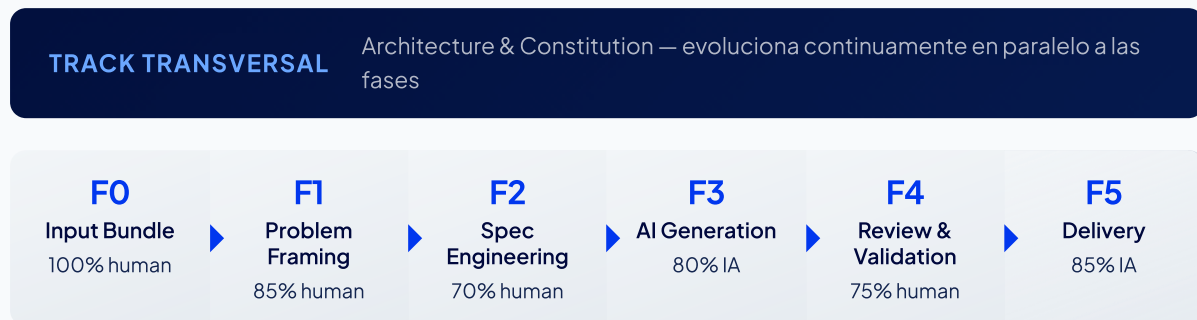 TRACK TRANSVERSAL
Architecture & Constitution — evoluciona continuamente en paralelo a las
fases
F0
Input Bundle
100% human
F1
Problem
Framing
85% human
F2
Spec
Engineering
70% human
F3
AI Generation
80% IA
F4
Review &
Validation
75% human
F5
Delivery
85% IA